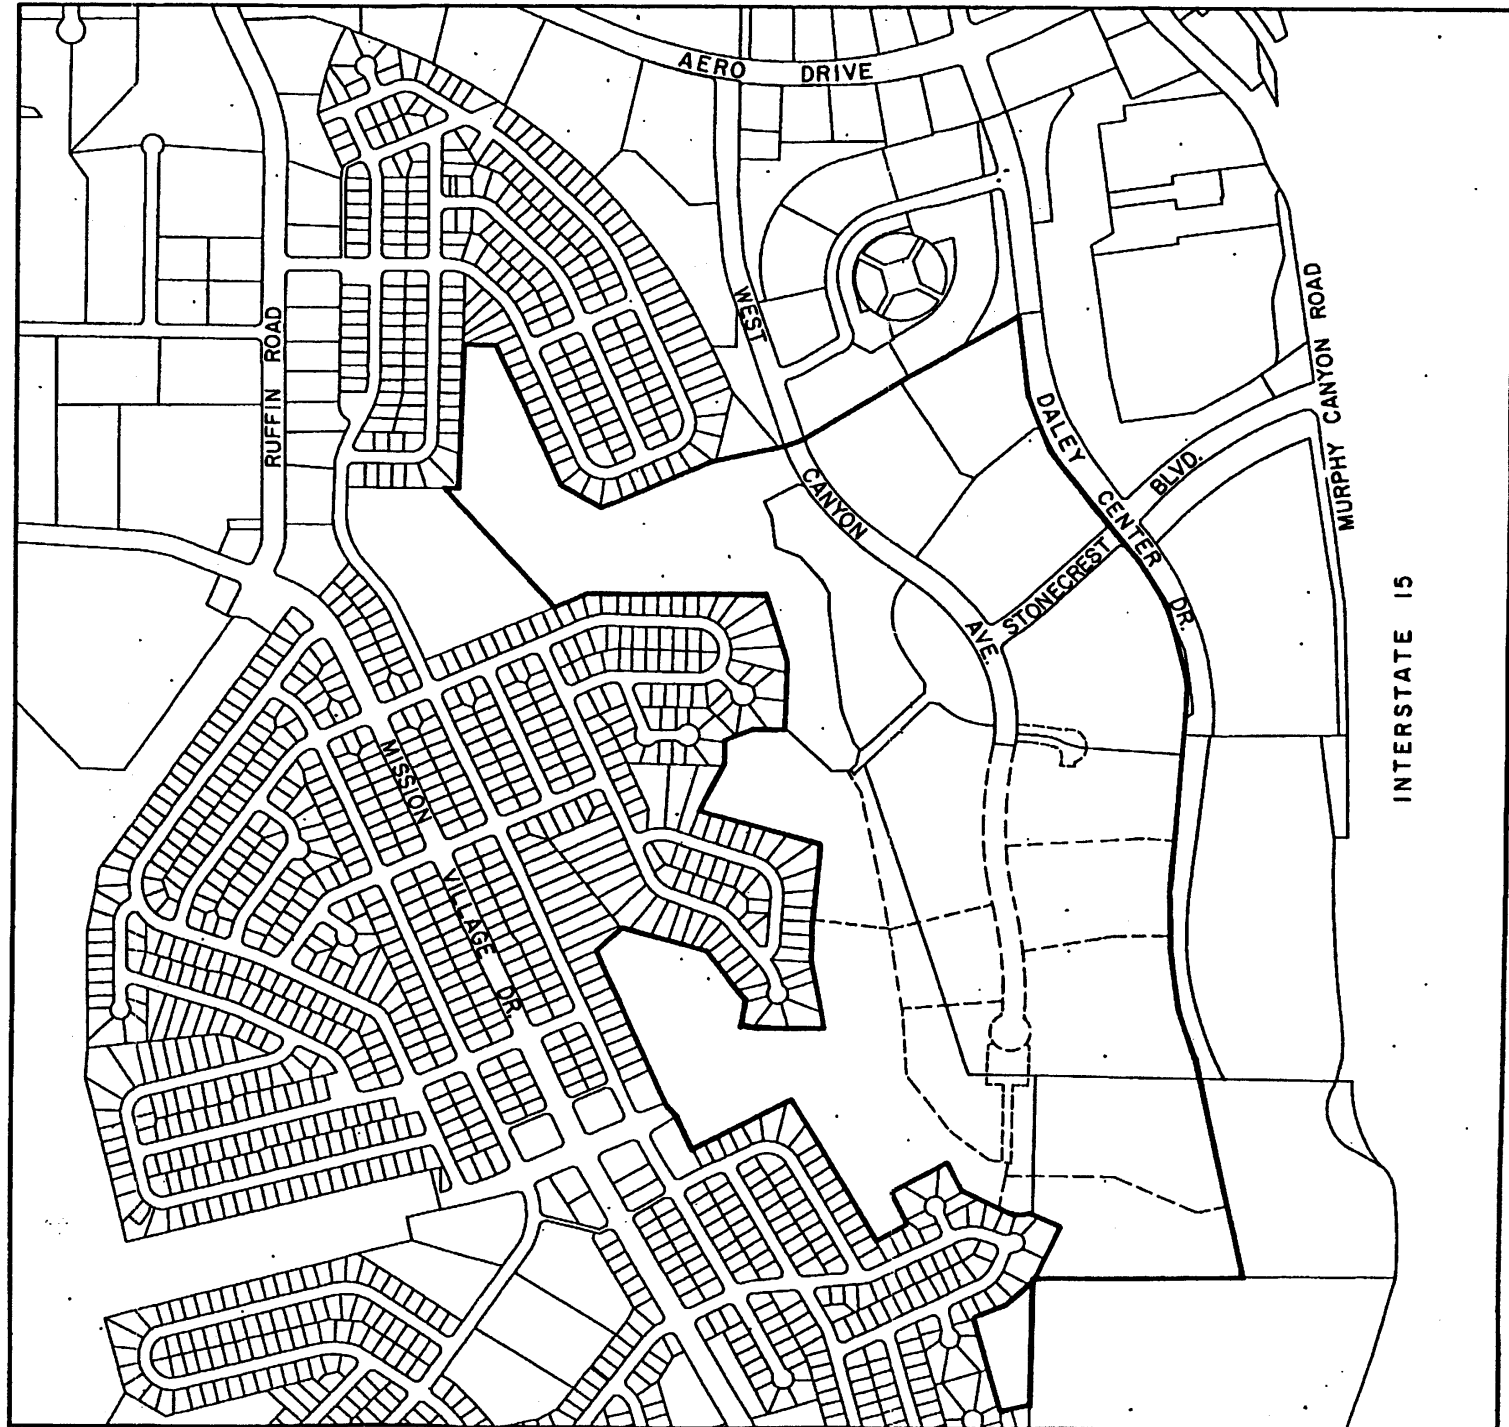 AERO DRIVE
WEST
CANYON
AVE.
RUFFIN ROAD
MURPHY CANYON ROAD
DALEY
CENTER
DR.
STONECREST BLVD.
INTERSTATE 15
MISSION
VILLAGE DR.